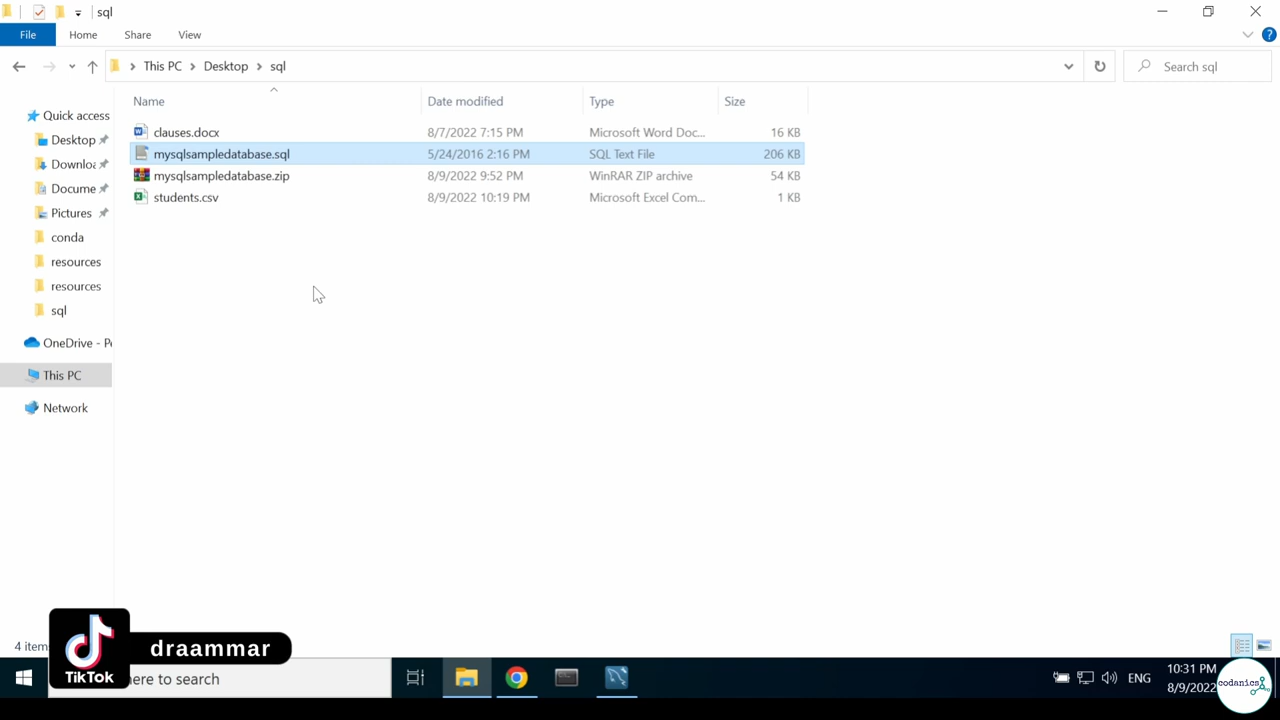 sql
File Home Share View
This PC Desktop sql Search sql
Name Date modified Type Size
clauses.docx 8/7/2022 7:15 PM Microsoft Word Doc... 16 KB
mysqlsampledatabase.sql 5/24/2016 2:16 PM SQL Text File 206 KB
mysqlsampledatabase.zip 8/9/2022 9:52 PM WinRAR ZIP archive 54 KB
students.csv 8/9/2022 10:19 PM Microsoft Excel Com... 1 KB
Quick access
Desktop
Downloa
Docume
Pictures
conda
resources
resources
sql
OneDrive - Pe
This PC
Network
4 items
draammar
TikTok
here to search
ENG
10:31 PM
8/9/2022
codanics